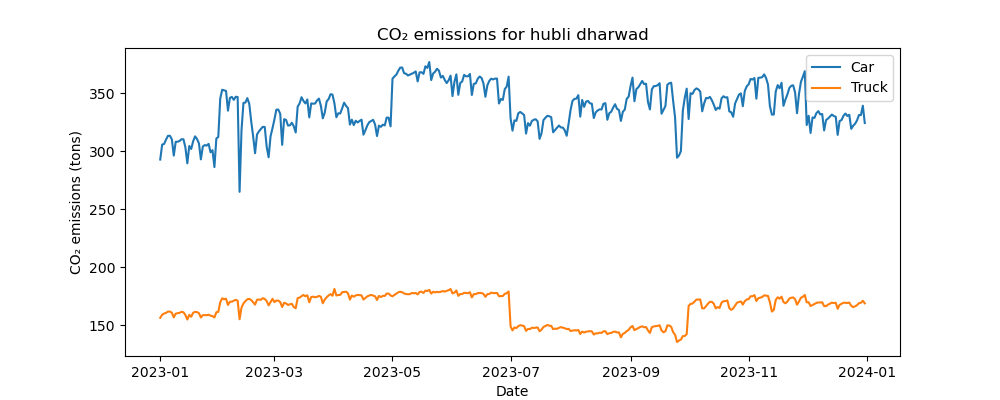 CO₂ emissions for hubli dharwad
Car
Truck
CO₂ emissions (tons)
350
300
250
200
150
2023-01
2023-03
2023-05
2023-07
2023-09
2023-11
2024-01
Date